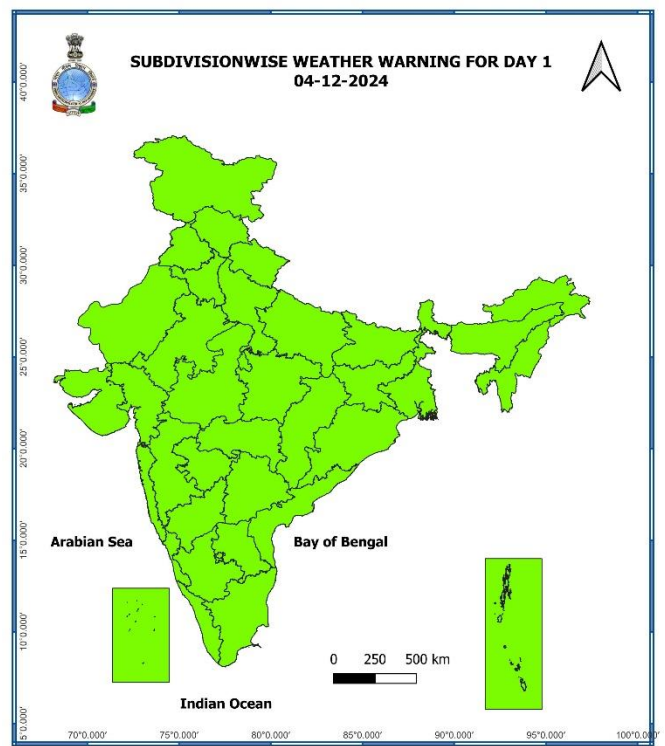 SUBDIVISIONWISE WEATHER WARNING FOR DAY 1
04-12-2024
40°0.000'
35°0.000'
30°0.000'
25°0.000'
20°0.000'
15°0.000'
10°0.000'
5°0.000'
Arabian Sea
Bay of Bengal
0 250 500 km
Indian Ocean
70°0.000' 75°0.000' 80°0.000' 85°0.000' 90°0.000' 95°0.000' 100°0.000'